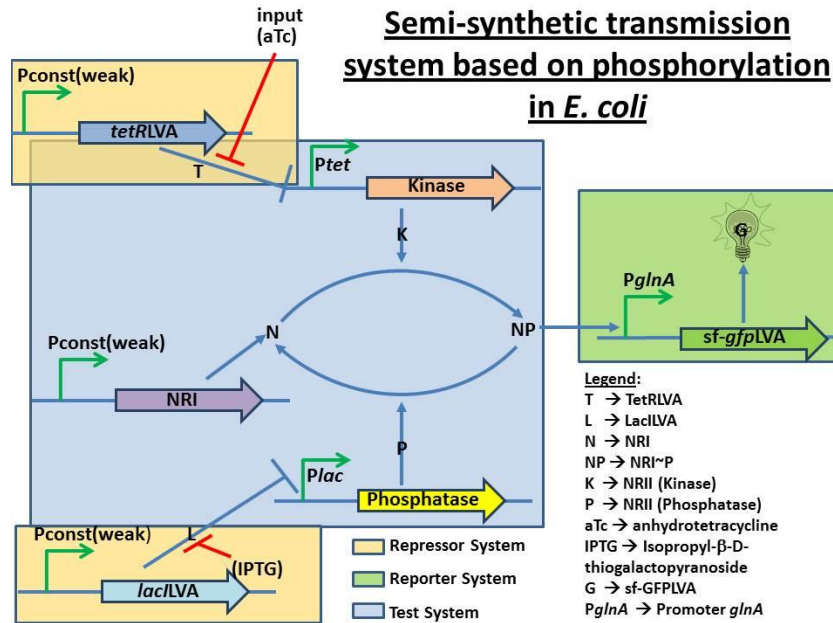 input
(aTc)
Semi-synthetic transmission
system based on phosphorylation
in E. coli
Pconst(weak)
tetRLVA
T
Ptet
Kinase
K
G
PglnA
sf-gfpLVA
N
NP
Pconst(weak)
NRI
P
Plac
Phosphatase
Pconst(weak)
L
(IPTG)
lacILVA
Repressor System
Reporter System
Test System
Legend:
T → TetRLVA
L → LacILVA
N → NRI
NP → NRI~P
K → NRII (Kinase)
P → NRII (Phosphatase)
aTc → anhydrotetracycline
IPTG → Isopropyl-β-D-
thiogalactopyranoside
G → sf-GFPLVA
PglnA → Promoter glnA